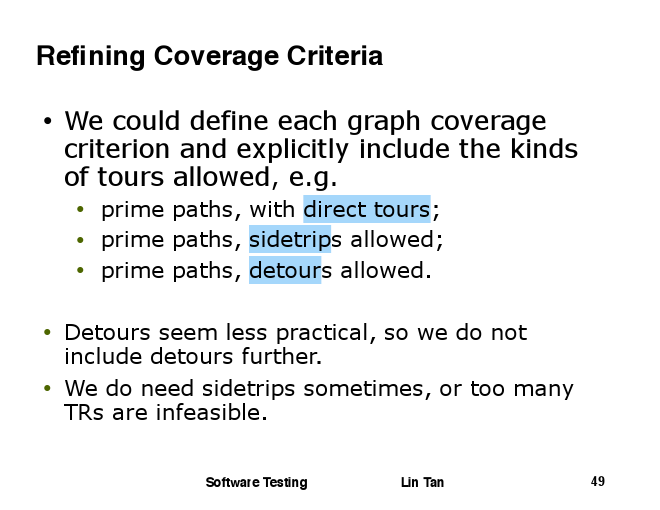 Refining Coverage Criteria
• We could define each graph coverage
criterion and explicitly include the kinds
of tours allowed, e.g.
• prime paths, with direct tours;
• prime paths, sidetrips allowed;
• prime paths, detours allowed.
• Detours seem less practical, so we do not
include detours further.
• We do need sidetrips sometimes, or too many
TRs are infeasible.
Software Testing Lin Tan 49